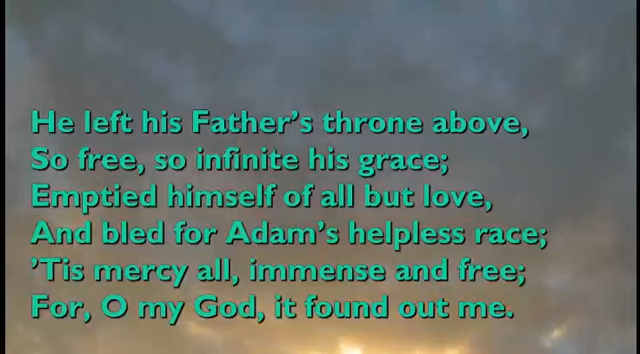 He left his Father's throne above,
So free, so infinite his grace;
Emptied himself of all but love,
And bled for Adam's helpless race;
'Tis mercy all, immense and free;
For, O my God, it found out me.